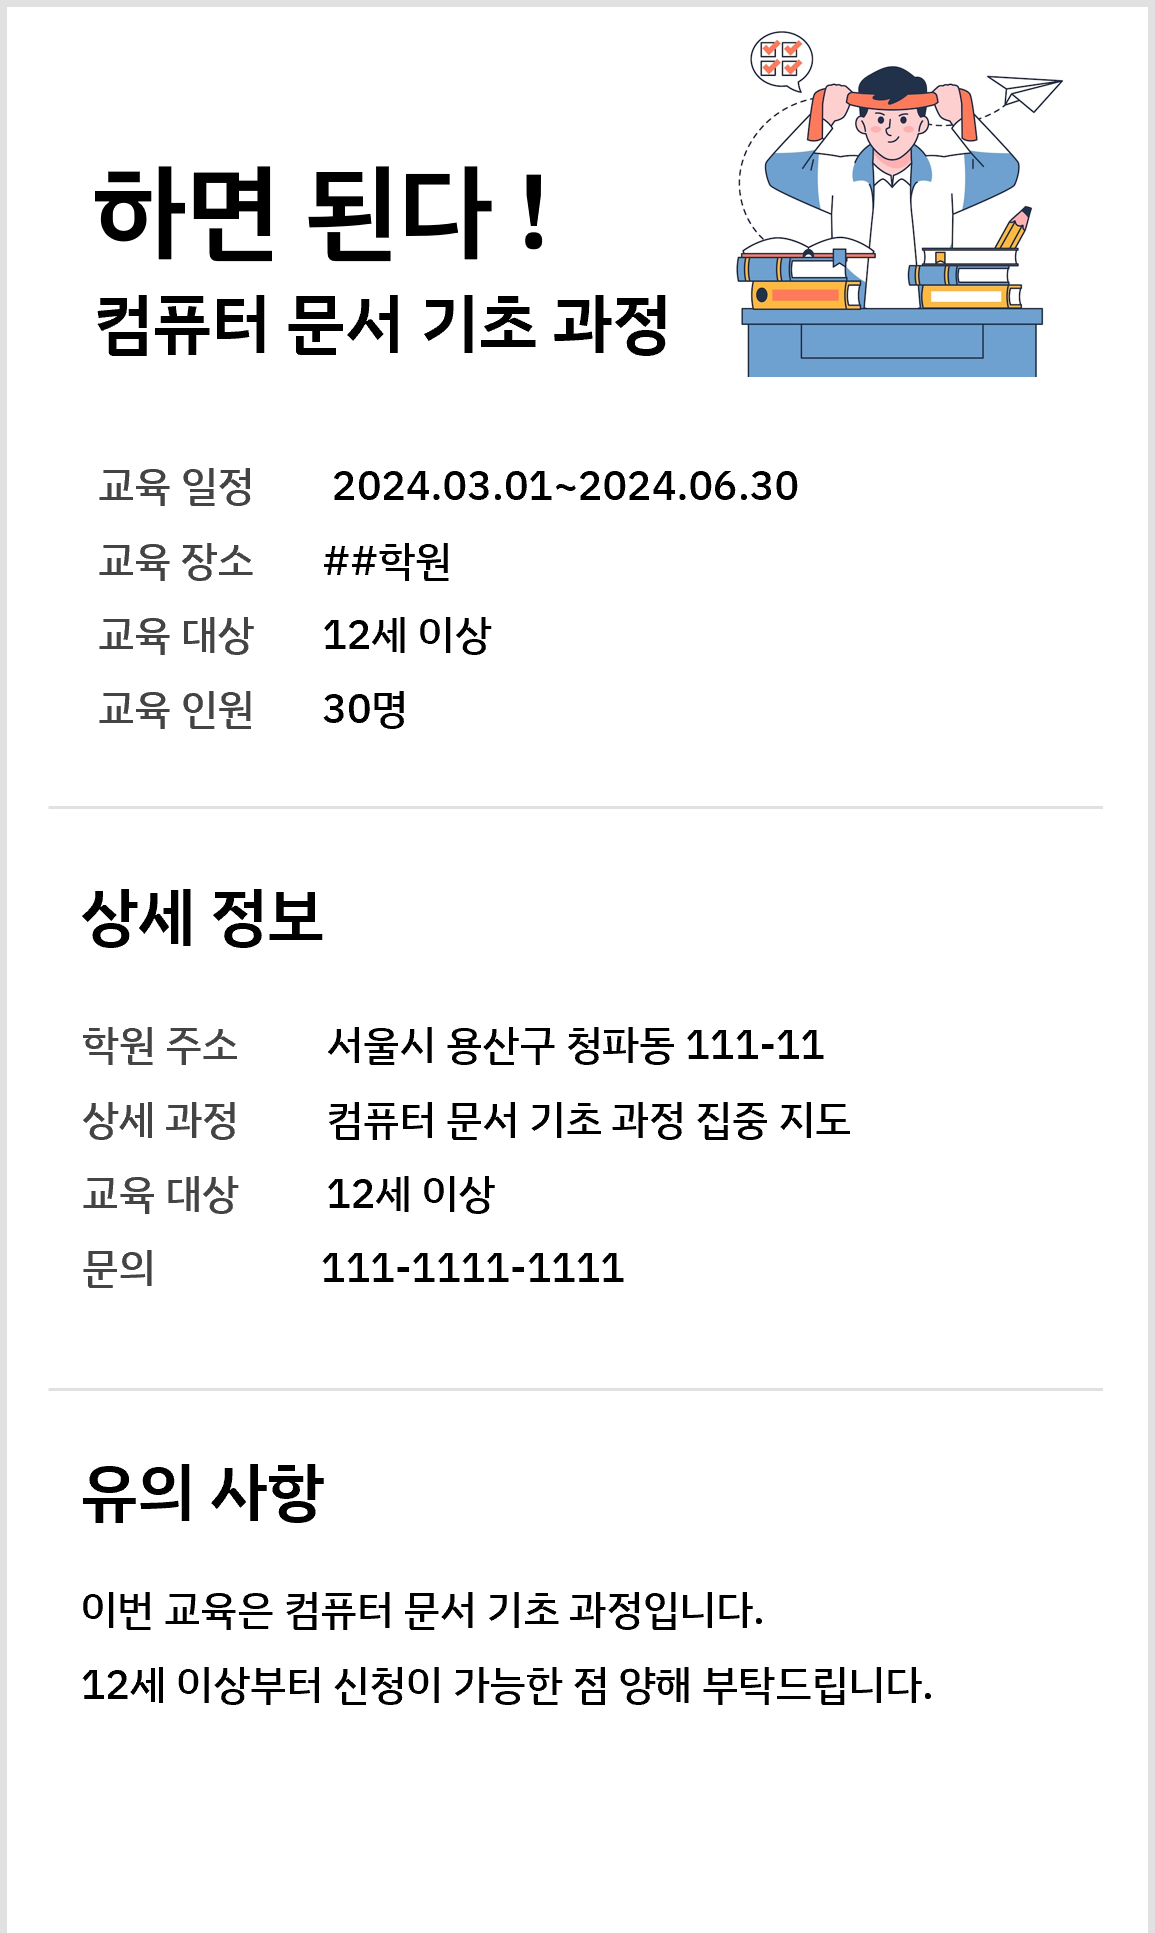 하면 된다 !
컴퓨터 문서 기초 과정
교육 일정 2024.03.01~2024.06.30
교육 장소 ##학원
교육 대상 12세 이상
교육 인원 30명
상세 정보
학원 주소 서울시 용산구 청파동 111-11
상세 과정 컴퓨터 문서 기초 과정 집중 지도
교육 대상 12세 이상
문의 111-1111-1111
유의 사항
이번 교육은 컴퓨터 문서 기초 과정입니다.
12세 이상부터 신청이 가능한 점 양해 부탁드립니다.